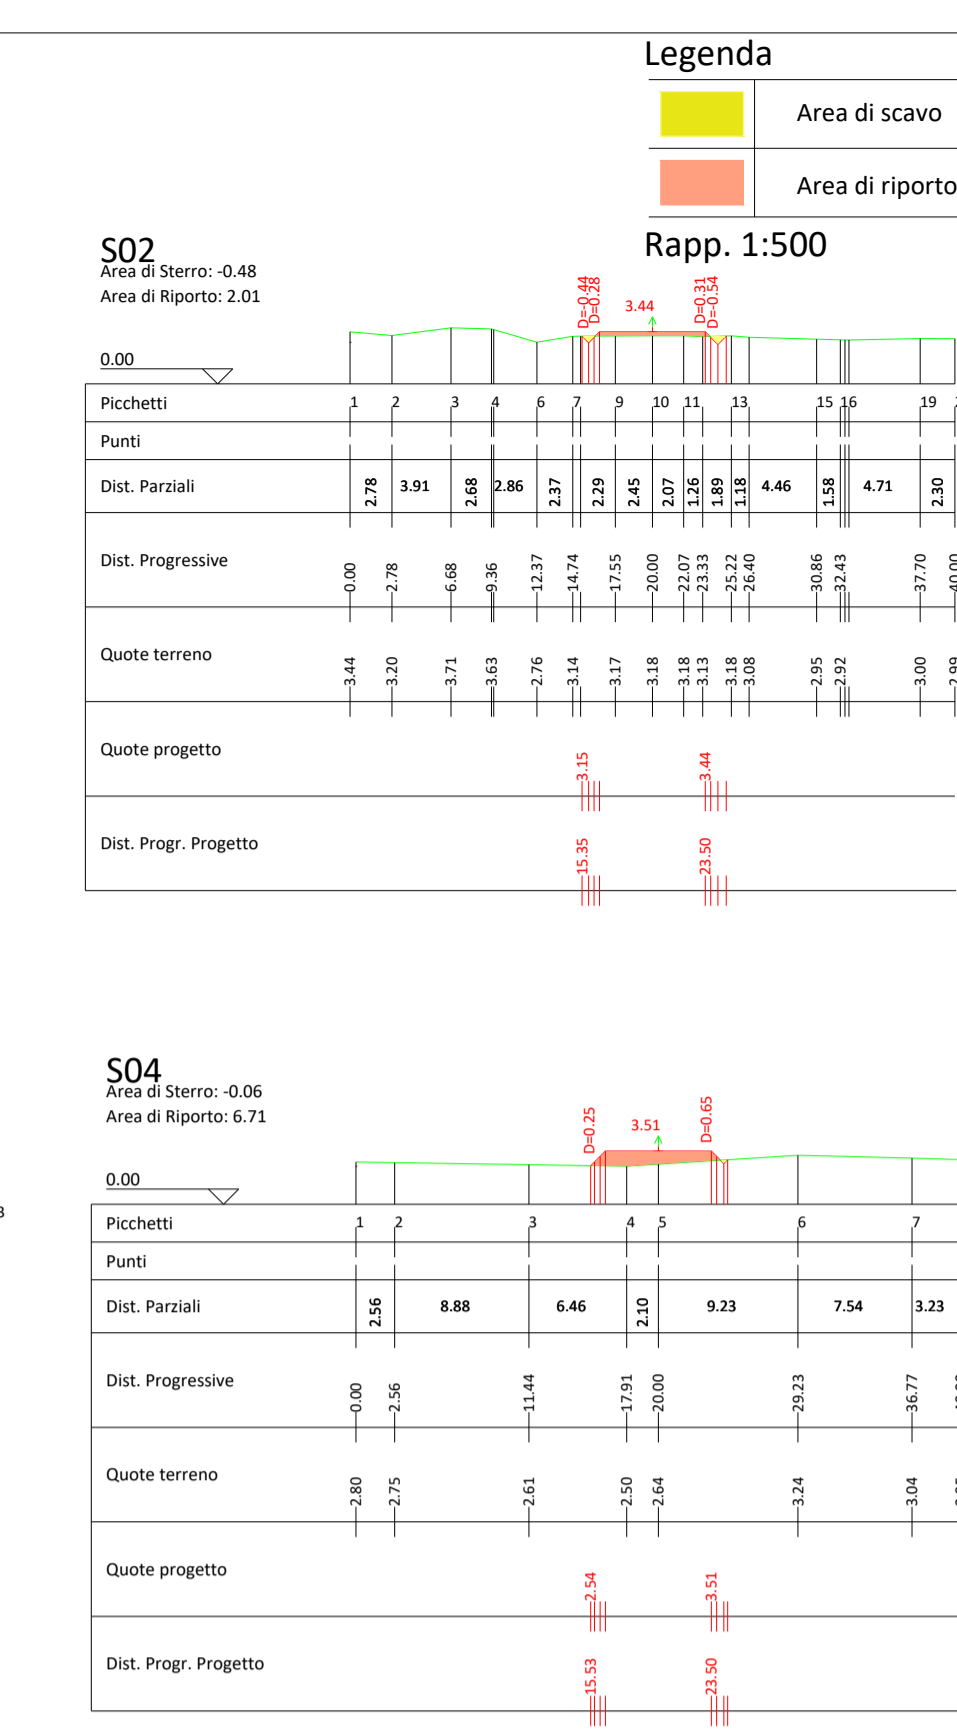 Legenda
Area di scavo
Area di riporto
Rapp. 1:500
S02
Area di Sterro: -0.48
Area di Riporto: 2.01
D=-0.44
D=0.28
3.44
D=0.31
D=-0.54
0.00
Picchetti 1 2 3 4 6 7 9 10 11 13 15 16 19
Punti
Dist. Parziali 2.78 3.91 2.68 2.86 2.37 2.29 2.45 2.07 1.26 1.89 1.18 4.46 1.58 4.71 2.30
Dist. Progressive 0.00 2.78 6.68 9.36 12.37 14.74 17.55 20.00 22.07 23.33 25.22 26.40 30.86 32.43 37.70 40.00
Quote terreno 3.44 3.20 3.71 3.63 2.76 3.14 3.17 3.18 3.18 3.13 3.18 3.08 2.95 2.92 3.00 2.99
Quote progetto 3.15 3.44
Dist. Progr. Progetto 15.35 23.50
S04
Area di Sterro: -0.06
Area di Riporto: 6.71
D=0.25
3.51
D=0.65
0.00
Picchetti 1 2 3 4 5 6 7
Punti
Dist. Parziali 2.56 8.88 6.46 2.10 9.23 7.54 3.23
Dist. Progressive 0.00 2.56 11.44 17.91 20.00 29.23 36.77
Quote terreno 2.80 2.75 2.61 2.50 2.64 3.24 3.04
Quote progetto 2.54 3.51
Dist. Progr. Progetto 15.53 23.50